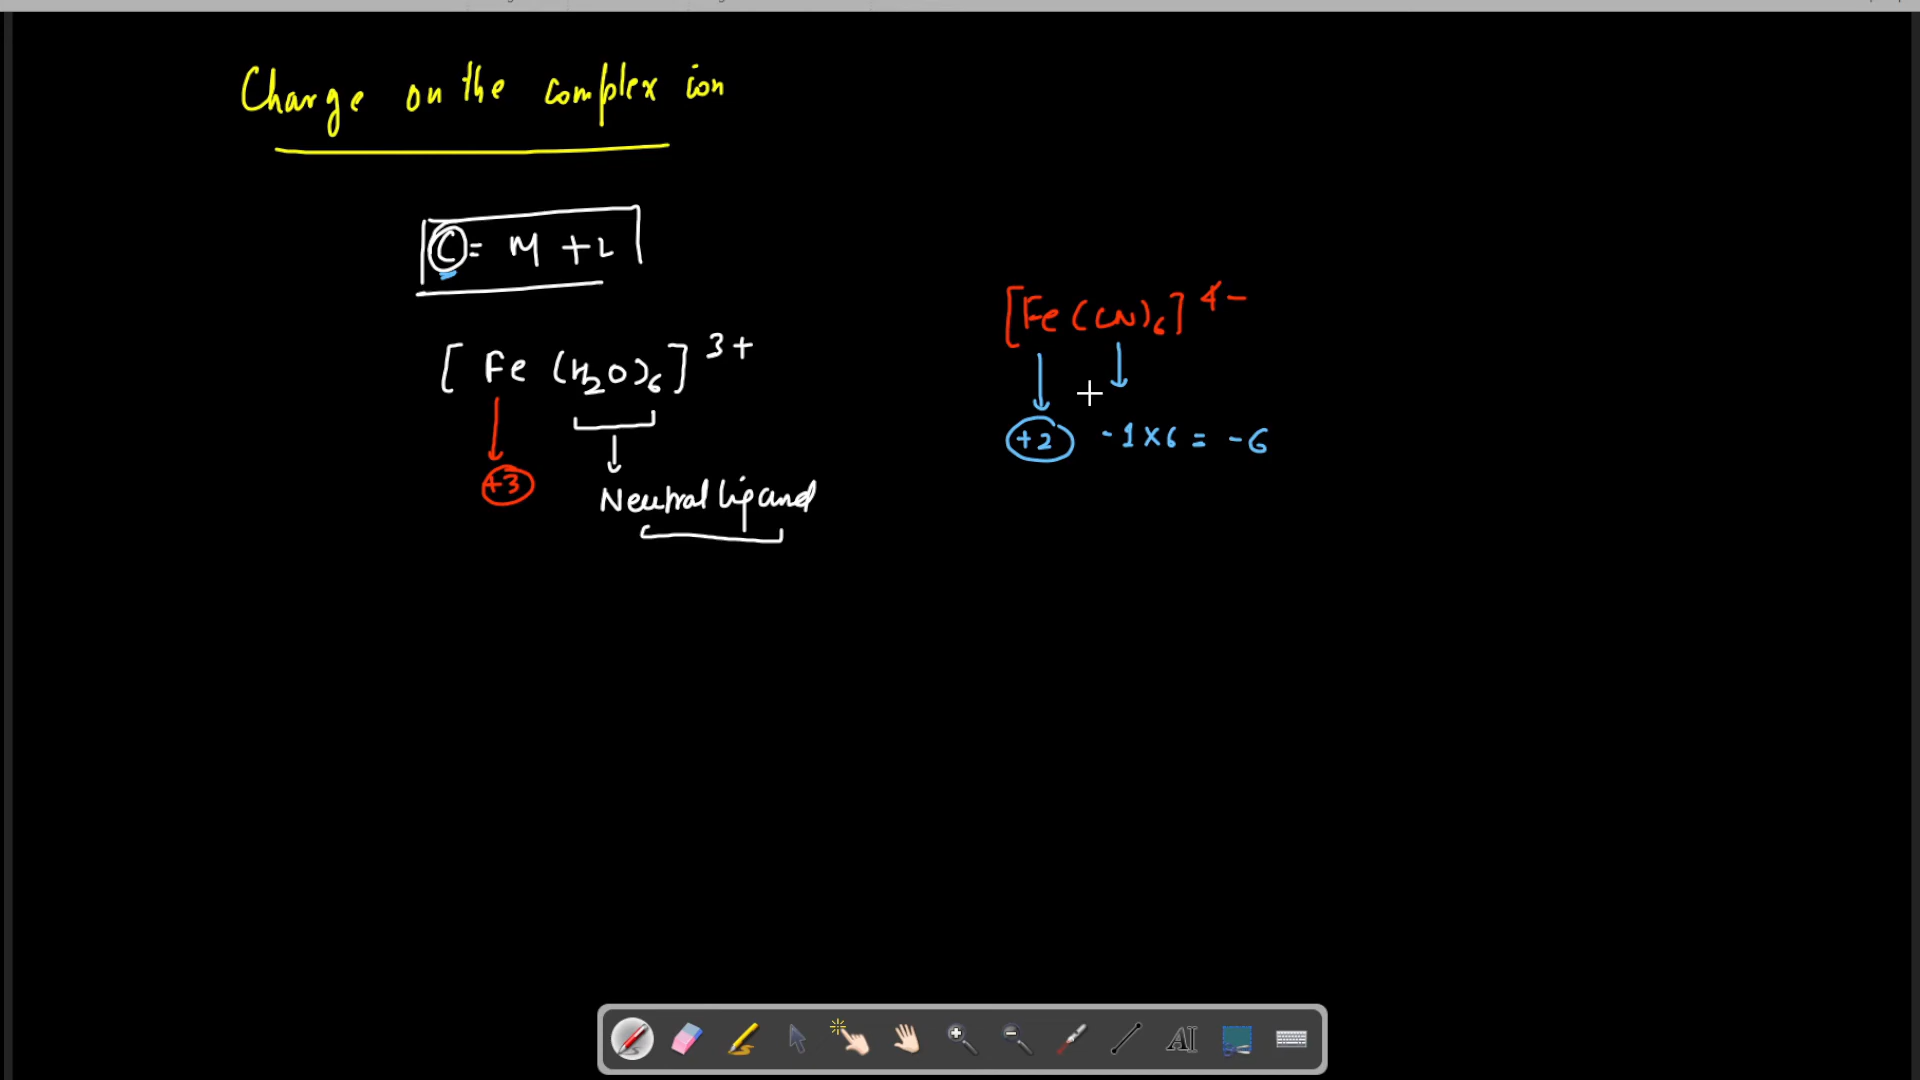 Charge on the complex ion
C = M + L
[Fe(H2O)6]3+
+3
Neutral ligand
[Fe(CN)6]4-
+2 -1×6 = -6
AI